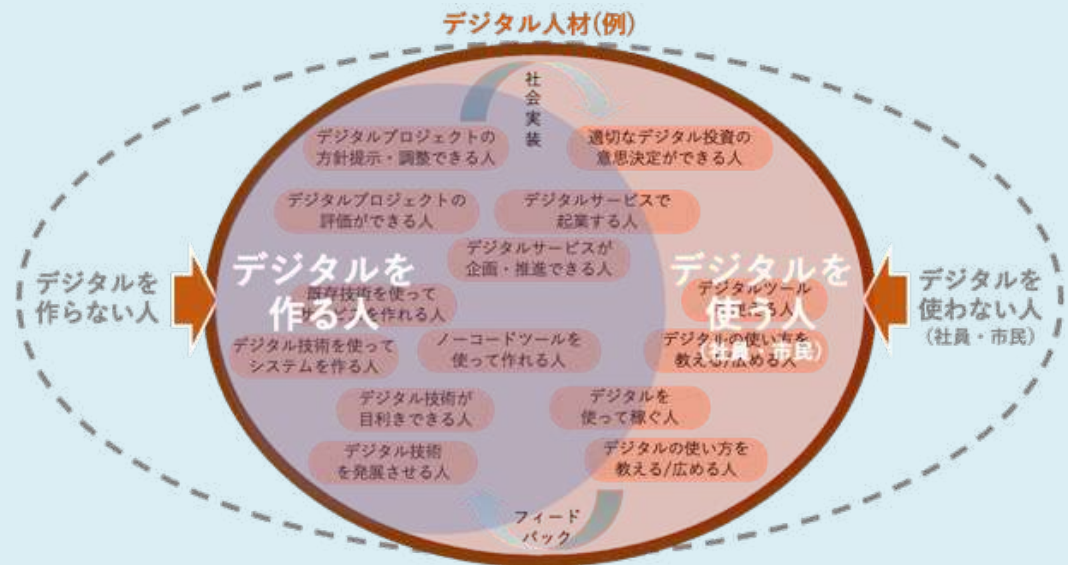 デジタル人材(例)
社会実装
デジタルプロジェクトの
方針提示・調整できる人
適切なデジタル投資の
意思決定ができる人
デジタルプロジェクトの
評価ができる人
デジタルサービスで
起業する人
デジタルサービスが
企画・推進できる人
デジタルを
作らない人
デジタルを
作る人
既存技術を使って
を作れる人
デジタルを
使う人
(社員・市民)
デジタルツール
る人
デジタルを
使わない人
(社員・市民)
デジタル技術を使って
システムを作る人
ノーコードツールを
使って作れる人
デジタルの使い方を
教える/広める人
デジタル技術が
目利きできる人
デジタルを
使って稼ぐ人
デジタル技術
を発展させる人
デジタルの使い方を
教える/広める人
フィード
バック